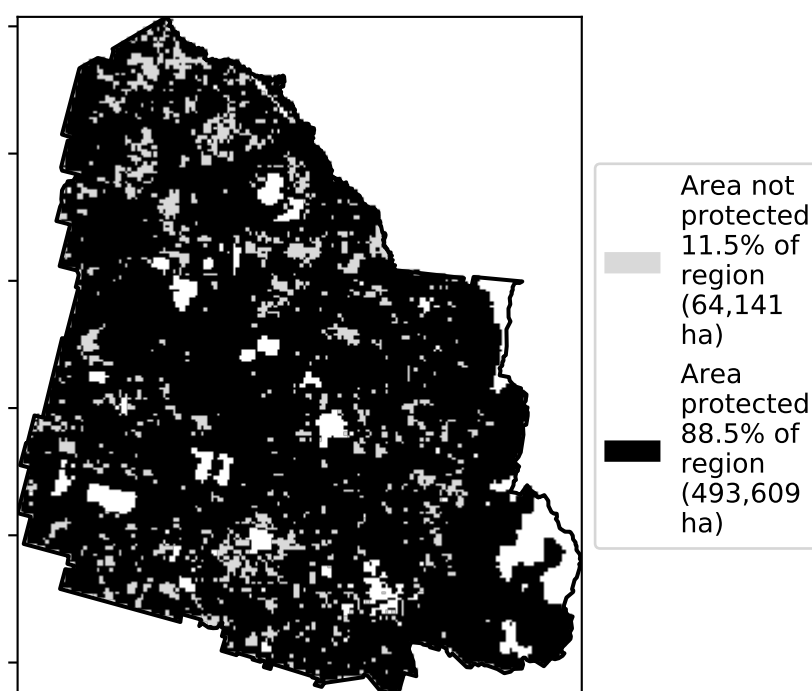 Area not
protected
11.5% of
region
(64,141
ha)
Area
protected
88.5% of
region
(493,609
ha)